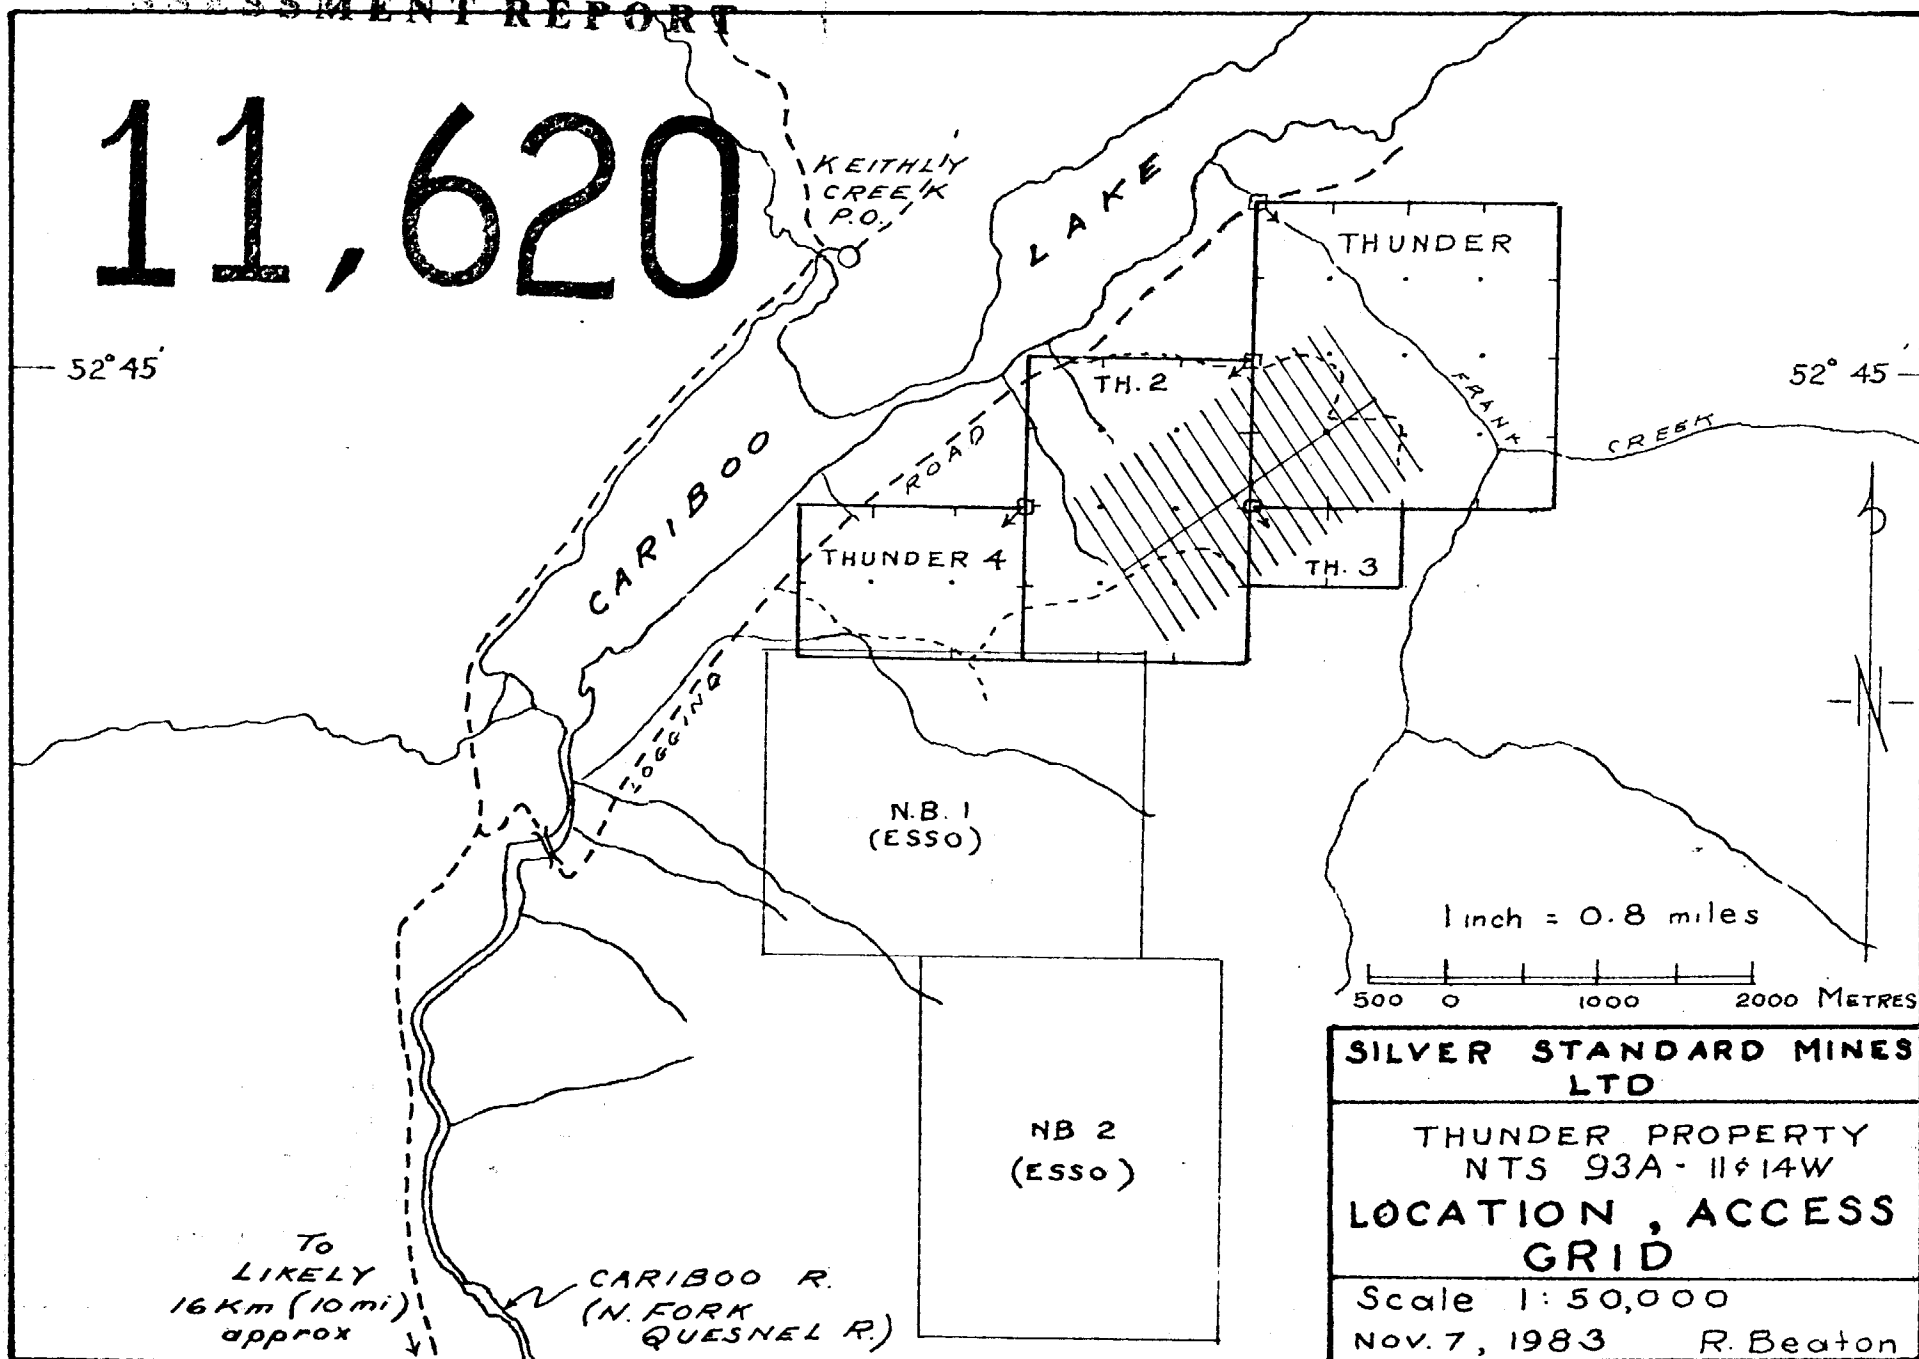 ASSESSMENT REPORT
11,620
KEITHLY
CREEK
P.O.
LAKE
THUNDER
52°45'
TH.2
52°45
FRANK
CREEK
ROAD
CARIBOO
THUNDER 4
TH. 3
LOGGING
N
N.B. 1
(ESSO)
1 inch = 0.8 miles
500 0 1000 2000 METRES
SILVER STANDARD MINES
LTD
NB 2
(ESSO)
THUNDER PROPERTY
NTS 93A - 11 & 14W
LOCATION, ACCESS
GRID
To
LIKELY
16 Km (10 mi)
approx
CARIBOO R.
(N. FORK
QUESNEL R.)
Scale 1:50,000
NOV. 7, 1983 R. Beaton